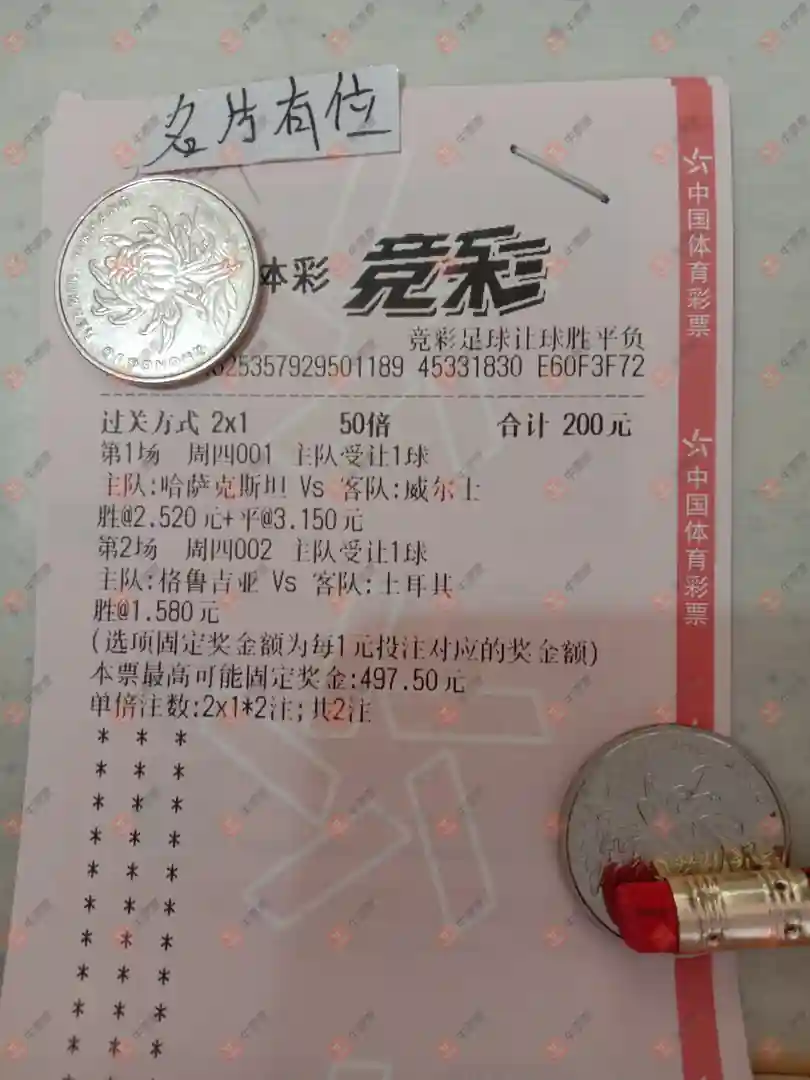 名片有位
体彩 竞彩
竞彩足球让球胜平负
25357929501189 45331830 E60F3F72
过关方式 2x1 50倍 合计 200元
第1场 周四001 主队受让1球
主队:哈萨克斯坦 Vs 客队:威尔士
胜@2.520元+平@3.150元
第2场 周四002 主队受让1球
主队:格鲁吉亚 Vs 客队:土耳其
胜@1.580元
(选项固定奖金额为每1元投注对应的奖金额)
本票最高可能固定奖金:497.50元
单倍注数:2x1*2注;共2注
* * *
* * *
* * *
* * *
* * *
* * *
* * *
* * *
* * *
* * *
中国体育彩票
中国体育彩票